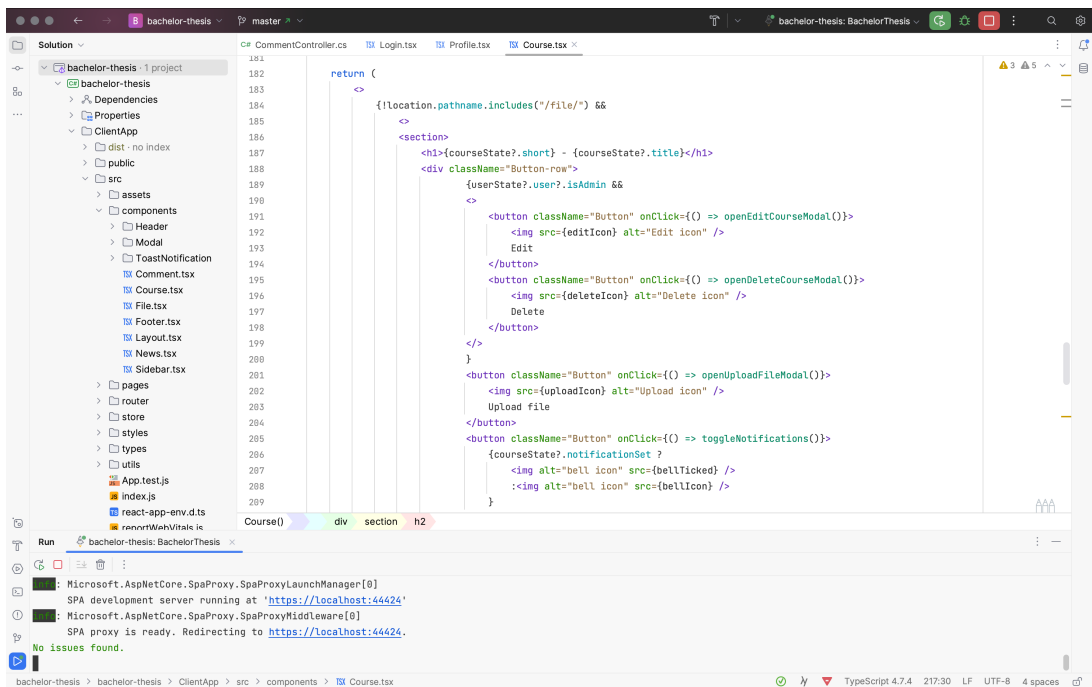 B bachelor-thesis master bachelor-thesis: BachelorThesis
Solution
C# CommentController.cs TSX Login.tsx TSX Profile.tsx TSX Course.tsx
bachelor-thesis · 1 project
C# bachelor-thesis
Dependencies
Properties
ClientApp
dist · no index
public
src
assets
components
Header
Modal
ToastNotification
TSX Comment.tsx
TSX Course.tsx
TSX File.tsx
TSX Footer.tsx
TSX Layout.tsx
TSX News.tsx
TSX Sidebar.tsx
pages
router
store
styles
types
utils
App.test.js
JS index.js
TS react-app-env.d.ts
JS reportWebVitals.js
3 5
181
182 return (
183 <>
184 {!location.pathname.includes("/file/") &&
185 <>
186 <section>
187 <h1>{courseState?.short} - {courseState?.title}</h1>
188 <div className="Button-row">
189 {userState?.user?.isAdmin &&
190 <>
191 <button className="Button" onClick={() => openEditCourseModal()}>
192 <img src={editIcon} alt="Edit icon" />
193 Edit
194 </button>
195 <button className="Button" onClick={() => openDeleteCourseModal()}>
196 <img src={deleteIcon} alt="Delete icon" />
197 Delete
198 </button>
199 </>
200 }
201 <button className="Button" onClick={() => openUploadFileModal()}>
202 <img src={uploadIcon} alt="Upload icon" />
203 Upload file
204 </button>
205 <button className="Button" onClick={() => toggleNotifications()}>
206 {courseState?.notificationSet ?
207 <img alt="bell icon" src={bellTicked} />
208 :<img alt="bell icon" src={bellIcon} />
209 }
Course() div section h2
Run bachelor-thesis: BachelorThesis
info: Microsoft.AspNetCore.SpaProxy.SpaProxyLaunchManager[0]
SPA development server running at 'https://localhost:44424'
info: Microsoft.AspNetCore.SpaProxy.SpaProxyMiddleware[0]
SPA proxy is ready. Redirecting to https://localhost:44424.
No issues found.
bachelor-thesis > bachelor-thesis > ClientApp > src > components > TSX Course.tsx TypeScript 4.7.4 217:30 LF UTF-8 4 spaces